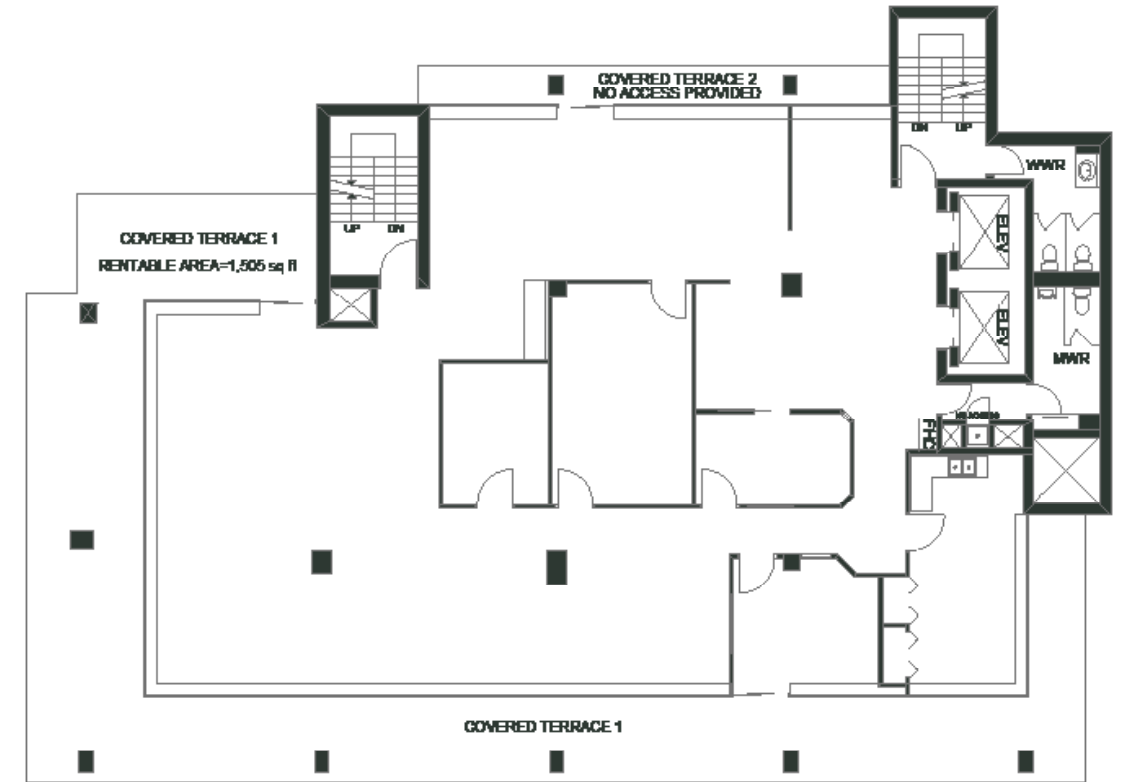 COVERED TERRACE 2
NO ACCESS PROVIDED
DN UP
WWR
UP DN
ELEV
COVERED TERRACE 1
RENTABLE AREA=1,505 sq ft
ELEV
MWR
FHC
COVERED TERRACE 1